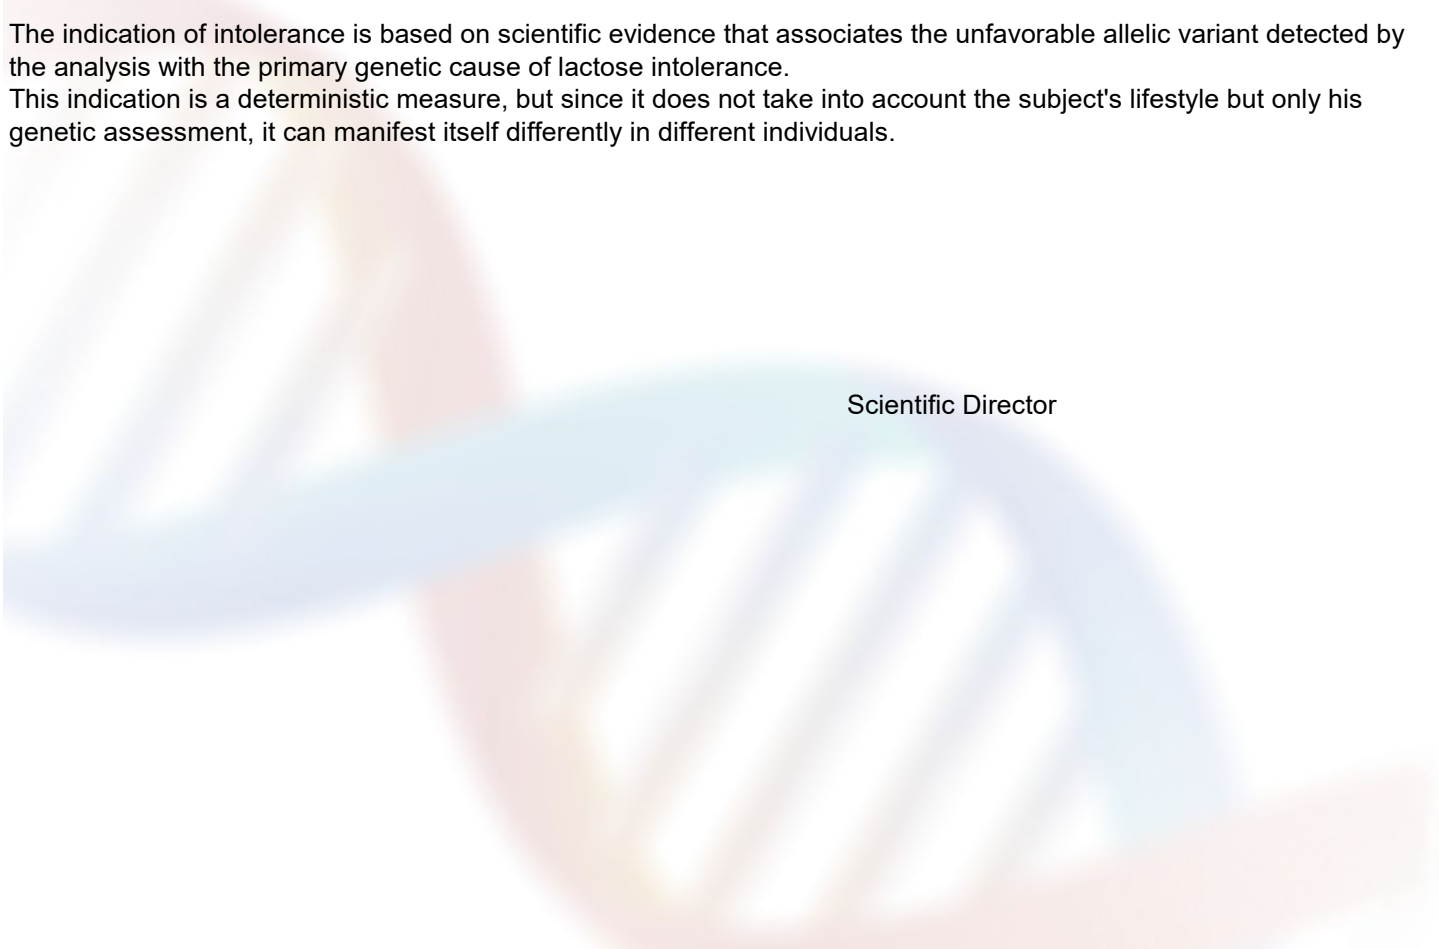 The indication of intolerance is based on scientific evidence that associates the unfavorable allelic variant detected by
the analysis with the primary genetic cause of lactose intolerance.
This indication is a deterministic measure, but since it does not take into account the subject's lifestyle but only his
genetic assessment, it can manifest itself differently in different individuals.
Scientific Director